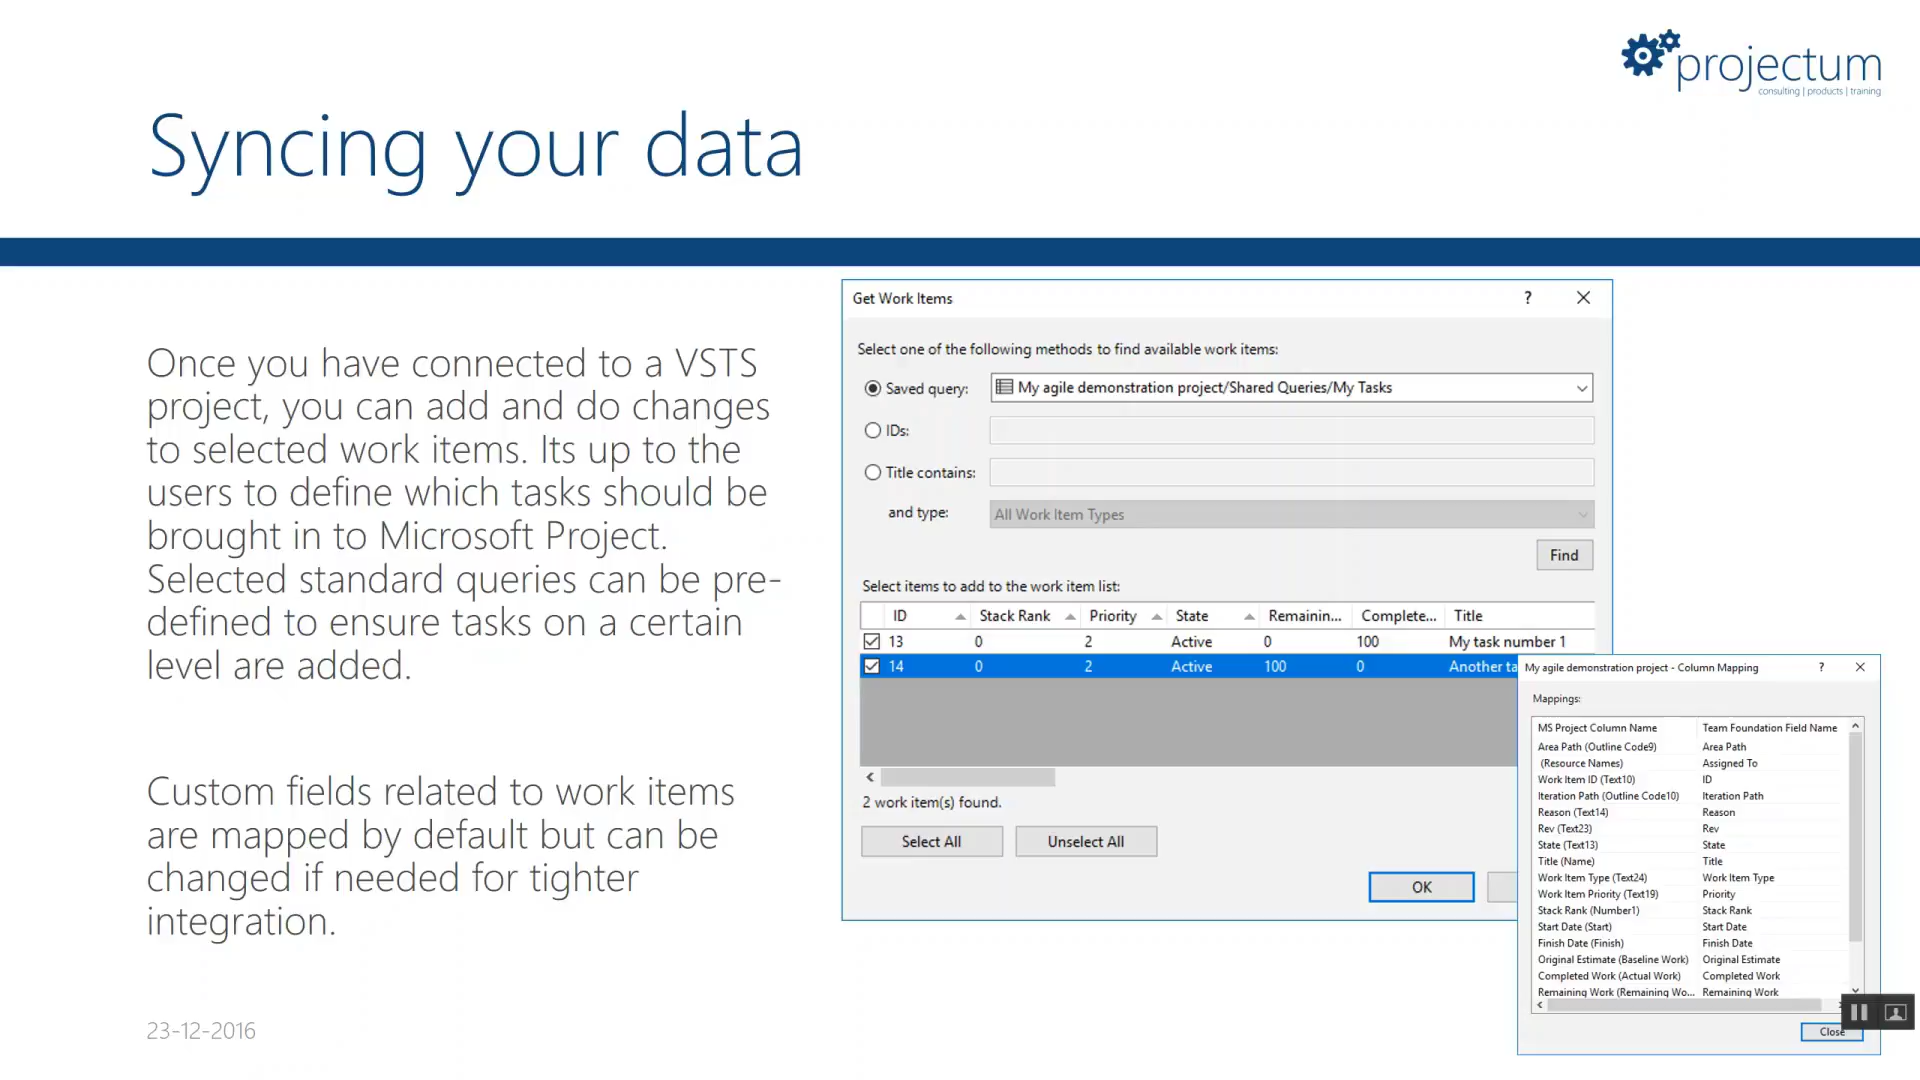 projectum
consulting | products | training
Syncing your data
Once you have connected to a VSTS
project, you can add and do changes
to selected work items. Its up to the
users to define which tasks should be
brought in to Microsoft Project.
Selected standard queries can be pre-
defined to ensure tasks on a certain
level are added.
Custom fields related to work items
are mapped by default but can be
changed if needed for tighter
integration.
23-12-2016
Get Work Items ?
Select one of the following methods to find available work items:
Saved query: My agile demonstration project/Shared Queries/My Tasks
IDs:
Title contains:
and type: All Work Item Types
Find
Select items to add to the work item list:
ID Stack Rank Priority State Remainin... Complete... Title
13 0 2 Active 0 100 My task number 1
14 0 2 Active 100 0 Another ta
2 work item(s) found.
Select All Unselect All
OK
My agile demonstration project - Column Mapping ?
Mappings:
MS Project Column Name Team Foundation Field Name
Area Path (Outline Code9) Area Path
(Resource Names) Assigned To
Work Item ID (Text10) ID
Iteration Path (Outline Code10) Iteration Path
Reason (Text14) Reason
Rev (Text23) Rev
State (Text13) State
Title (Name) Title
Work Item Type (Text24) Work Item Type
Work Item Priority (Text19) Priority
Stack Rank (Number1) Stack Rank
Start Date (Start) Start Date
Finish Date (Finish) Finish Date
Original Estimate (Baseline Work) Original Estimate
Completed Work (Actual Work) Completed Work
Remaining Work (Remaining Wo... Remaining Work
Close